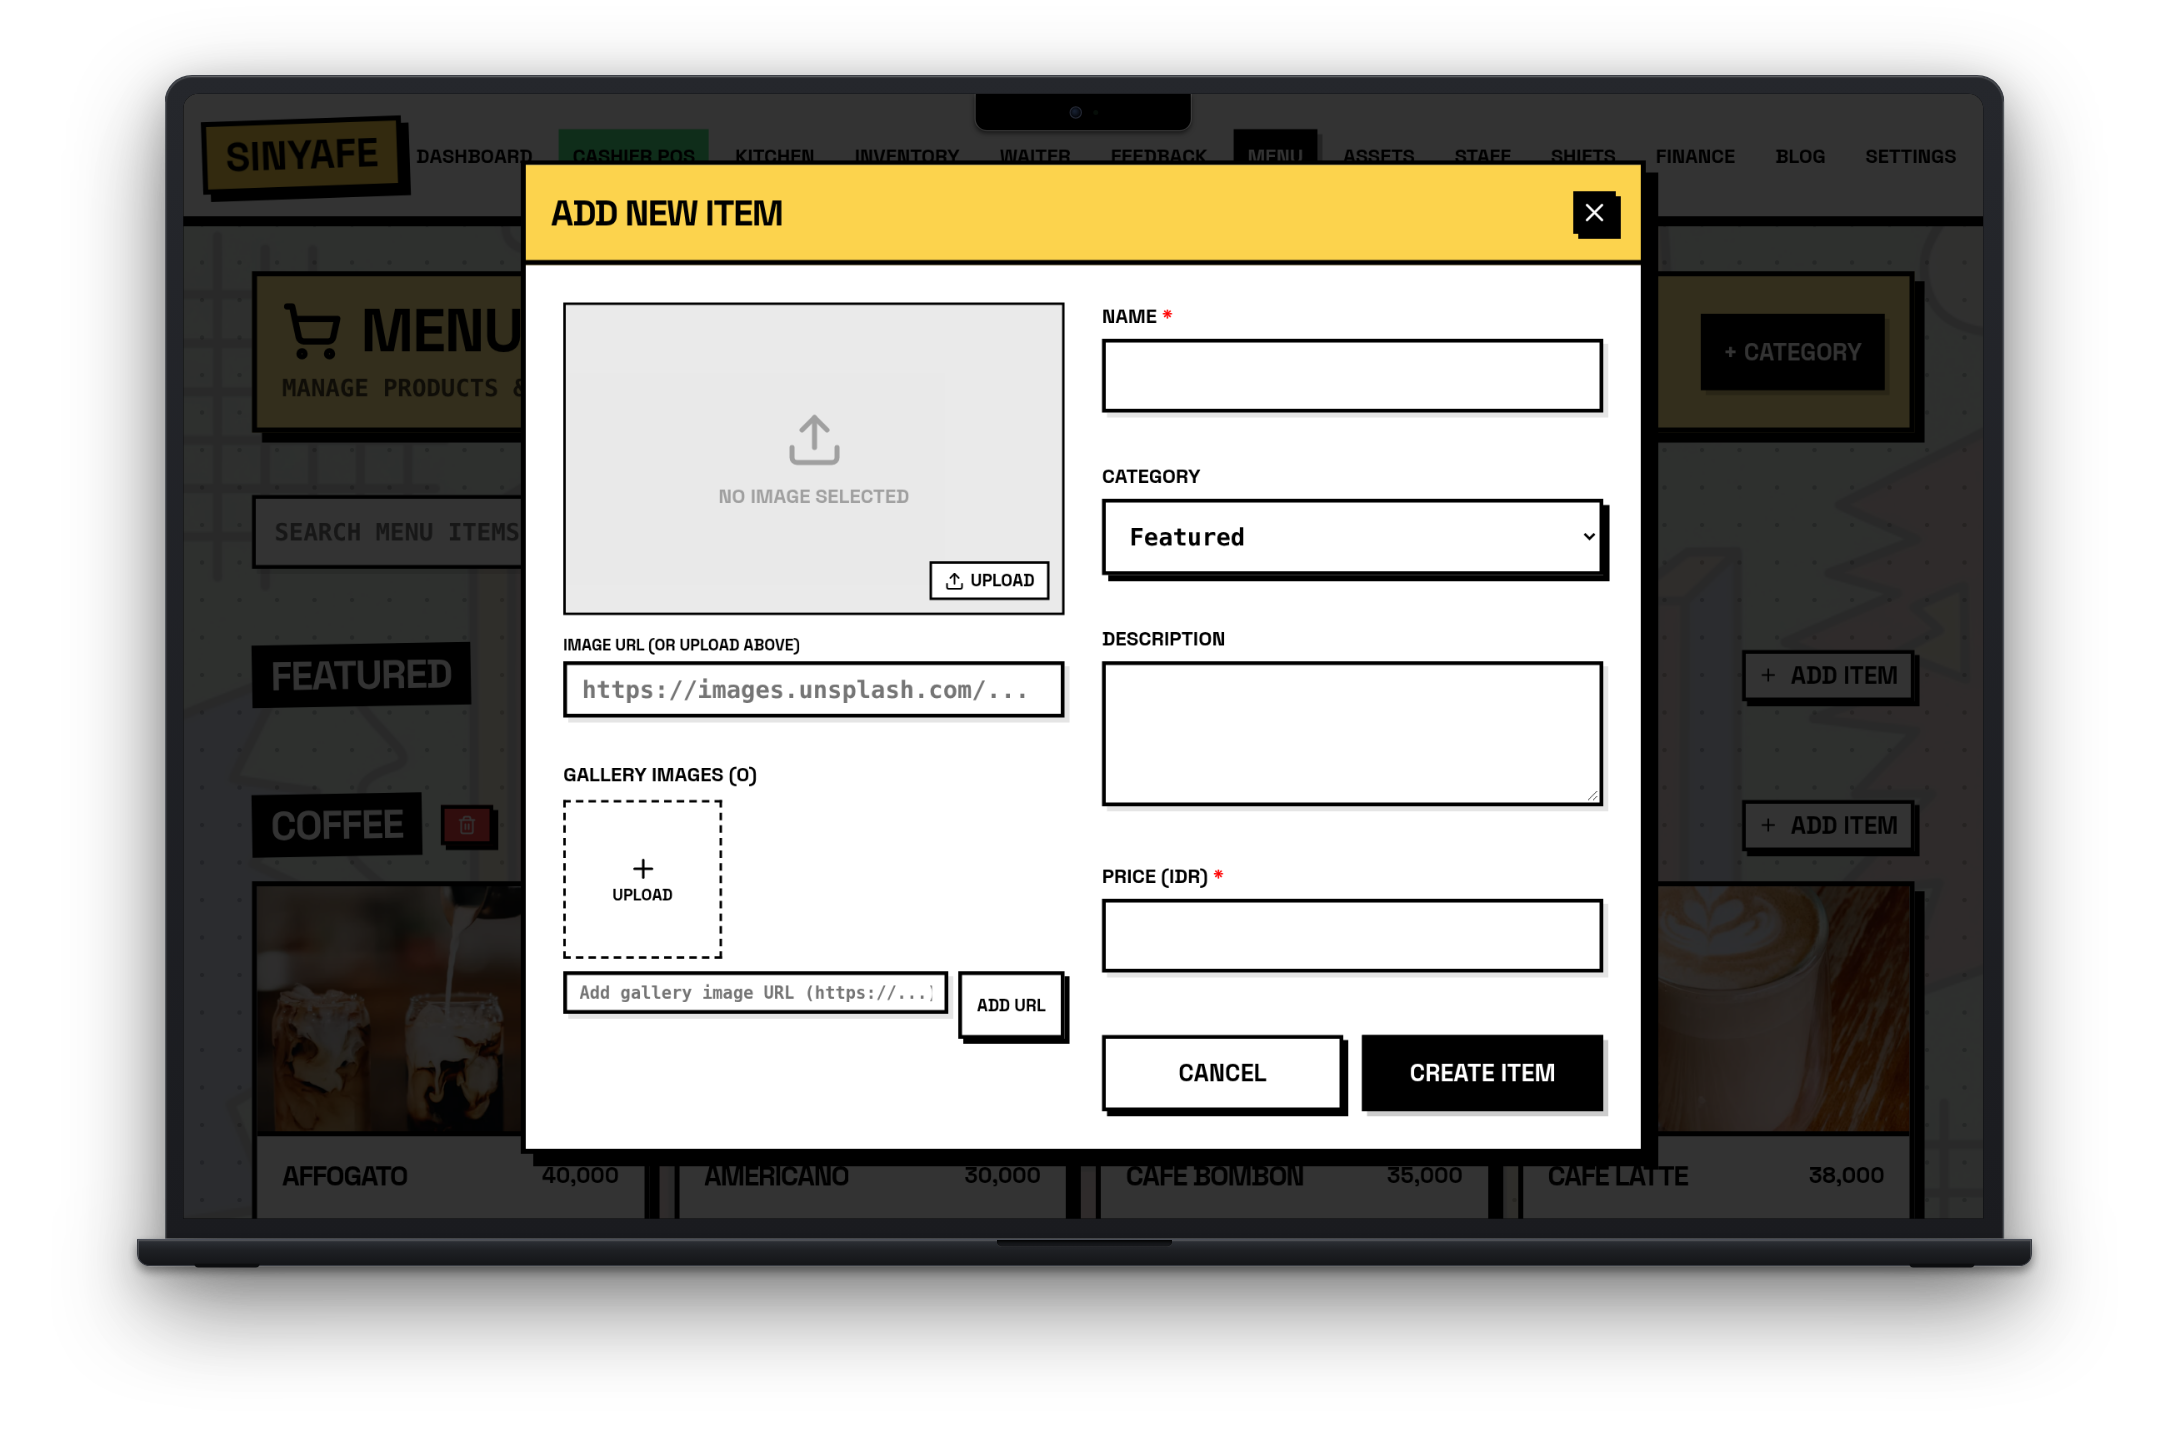 SINYAFE
DASHBOARD
CASHIER POS
KITCHEN
INVENTORY
WAITER
FEEDBACK
MENU
ASSETS
STAFF
SHIFTS
FINANCE
BLOG
SETTINGS
ADD NEW ITEM
MENU
MANAGE PRODUCTS &
+ CATEGORY
SEARCH MENU ITEMS
FEATURED
+ ADD ITEM
COFFEE
+ ADD ITEM
NO IMAGE SELECTED
UPLOAD
IMAGE URL (OR UPLOAD ABOVE)
https://images.unsplash.com/...
GALLERY IMAGES (0)
+
UPLOAD
Add gallery image URL (https://...)
ADD URL
NAME *
CATEGORY
Featured
DESCRIPTION
PRICE (IDR) *
CANCEL
CREATE ITEM
AFFOGATO 40,000
AMERICANO 30,000
CAFE BOMBON 35,000
CAFE LATTE 38,000